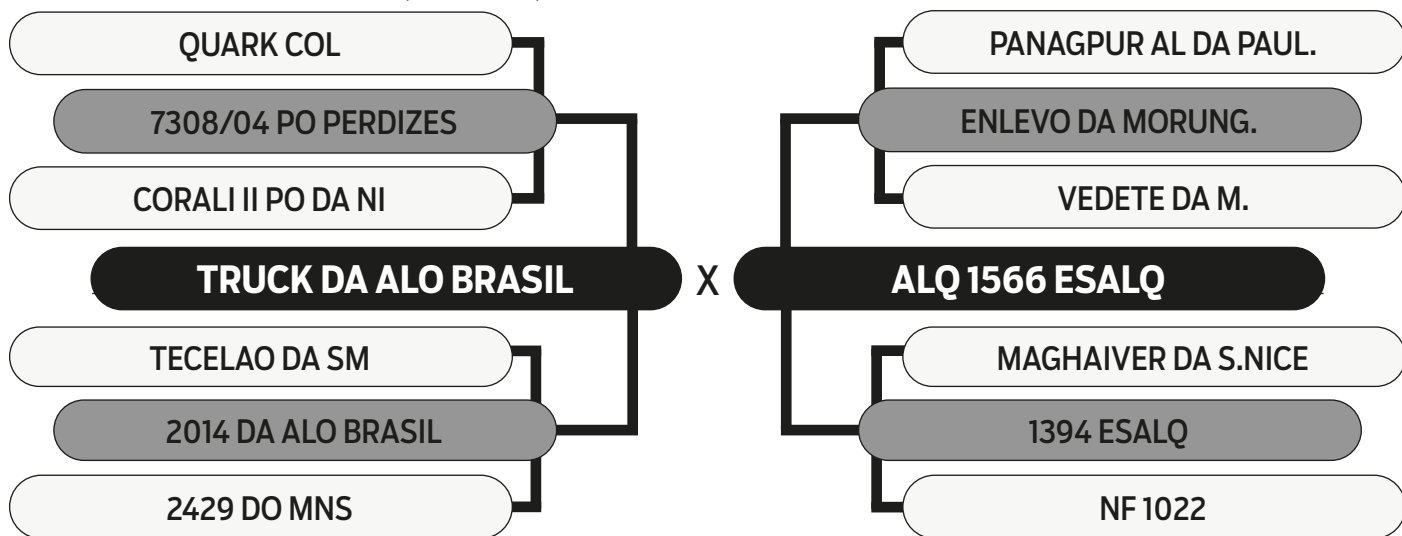 QUARK COL
7308/04 PO PERDIZES
CORALI II PO DA NI
TRUCK DA ALO BRASIL
TECELAO DA SM
2014 DA ALO BRASIL
2429 DO MNS
X
PANAGPUR AL DA PAUL.
ENLEVO DA MORUNG.
VEDETE DA M.
ALQ 1566 ESALQ
MAGHAIVER DA S.NICE
1394 ESALQ
NF 1022